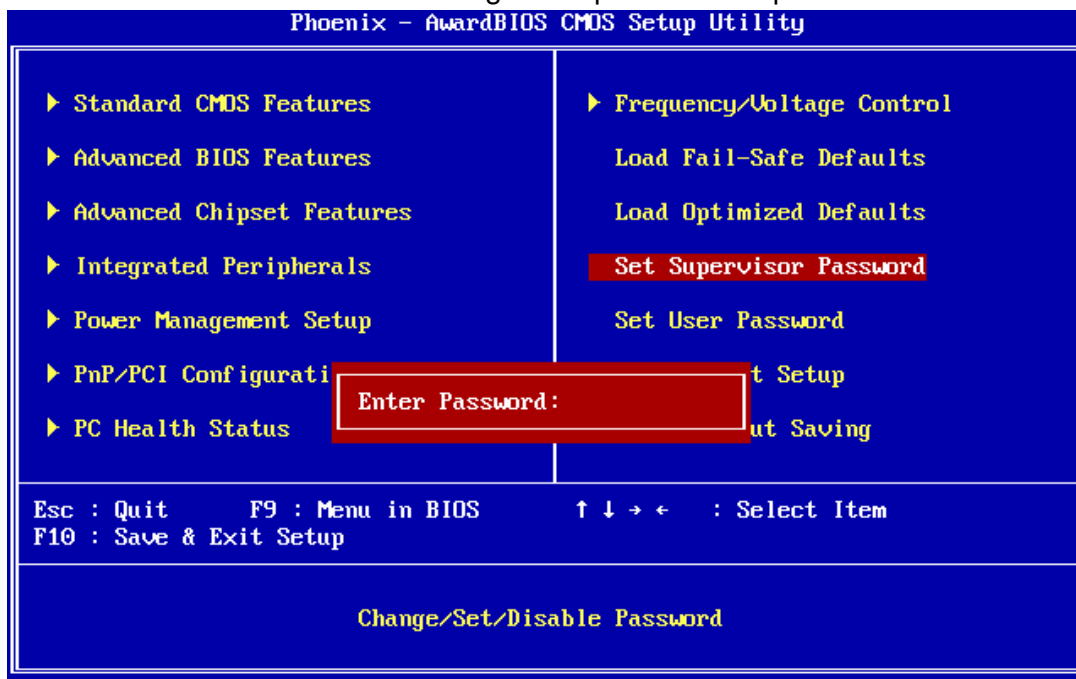 Phoenix - AwardBIOS CMOS Setup Utility
Standard CMOS Features
Advanced BIOS Features
Advanced Chipset Features
Integrated Peripherals
Power Management Setup
PnP/PCI Configurati
PC Health Status
Frequency/Voltage Control
Load Fail-Safe Defaults
Load Optimized Defaults
Set Supervisor Password
Set User Password
t Setup
ut Saving
Enter Password:
Esc : Quit F9 : Menu in BIOS ↑ ↓ → ← : Select Item
F10 : Save & Exit Setup
Change/Set/Disable Password